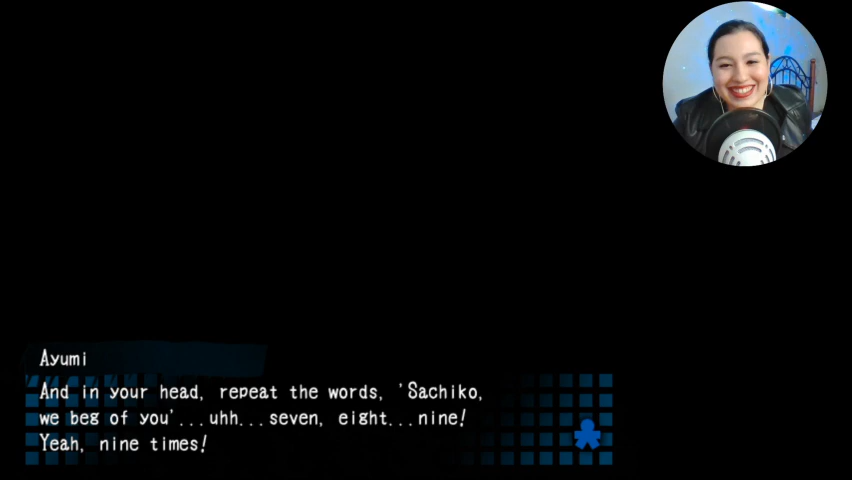 Ayumi
And in your head, repeat the words, 'Sachiko,
we beg of you'...uhh...seven, eight...nine!
Yeah, nine times!